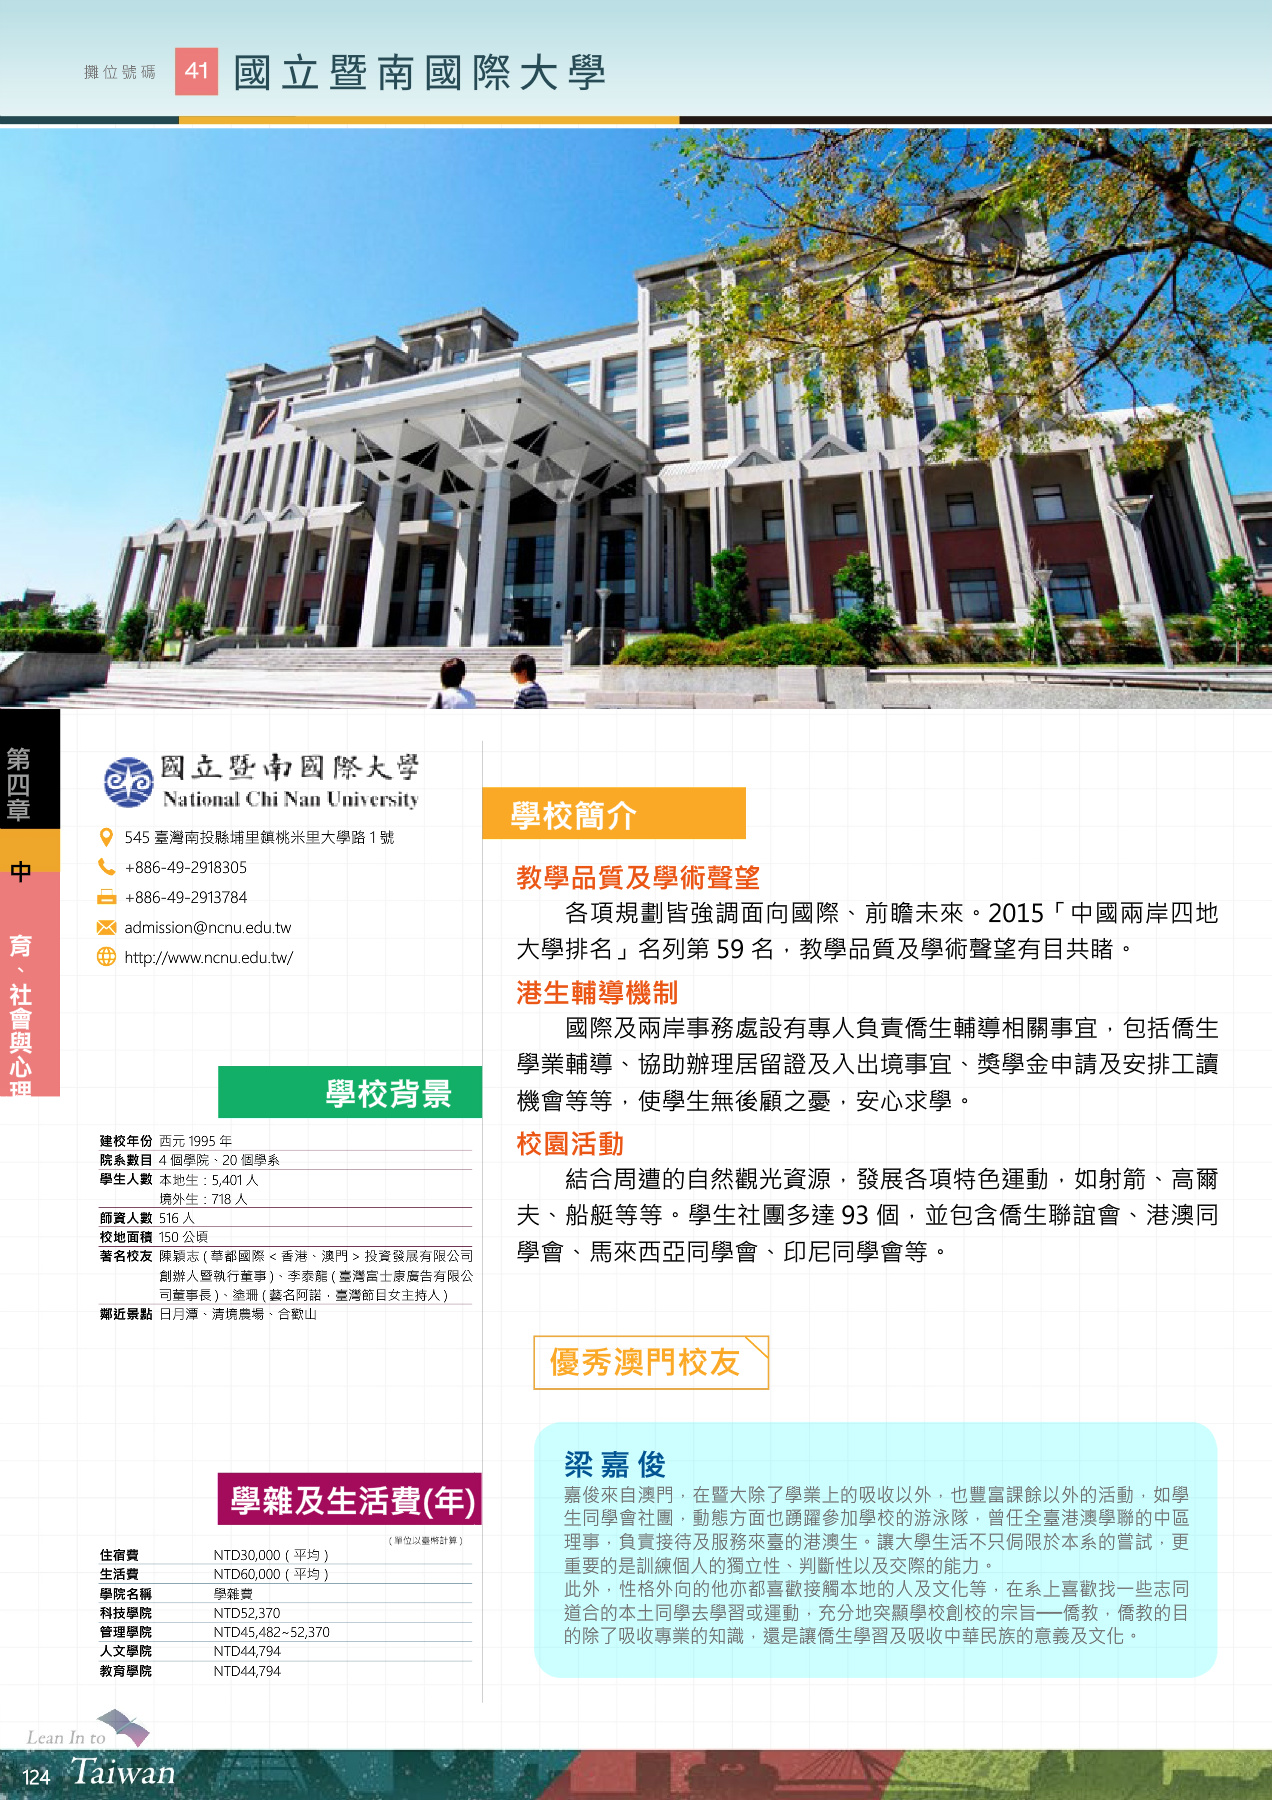 攤位號碼 41 國立暨南國際大學
第四章
中
育、社會與心理
國立暨南國際大學
National Chi Nan University
545 臺灣南投縣埔里鎮桃米里大學路 1 號
+886-49-2918305
+886-49-2913784
admission@ncnu.edu.tw
http://www.ncnu.edu.tw/
學校背景
建校年份 西元 1995 年
院系數目 4 個學院、20 個學系
學生人數 本地生：5,401 人
境外生：718 人
師資人數 516 人
校地面積 150 公頃
著名校友 陳穎志 ( 華都國際 < 香港、澳門 > 投資發展有限公司
創辦人暨執行董事 )、李泰龍 ( 臺灣富士康廣告有限公
司董事長 )、塗珊 ( 藝名阿諾，臺灣節目女主持人 )
鄰近景點 日月潭、清境農場、合歡山
學雜及生活費(年)
( 單位以臺幣計算 )
住宿費 NTD30,000 ( 平均 )
生活費 NTD60,000 ( 平均 )
學院名稱 學雜費
科技學院 NTD52,370
管理學院 NTD45,482~52,370
人文學院 NTD44,794
教育學院 NTD44,794
學校簡介
教學品質及學術聲望
各項規劃皆強調面向國際、前瞻未來。2015「中國兩岸四地
大學排名」名列第 59 名，教學品質及學術聲望有目共睹。
港生輔導機制
國際及兩岸事務處設有專人負責僑生輔導相關事宜，包括僑生
學業輔導、協助辦理居留證及入出境事宜、獎學金申請及安排工讀
機會等等，使學生無後顧之憂，安心求學。
校園活動
結合周遭的自然觀光資源，發展各項特色運動，如射箭、高爾
夫、船艇等等。學生社團多達 93 個，並包含僑生聯誼會、港澳同
學會、馬來西亞同學會、印尼同學會等。
優秀澳門校友
梁嘉俊
嘉俊來自澳門，在暨大除了學業上的吸收以外，也豐富課餘以外的活動，如學
生同學會社團，動態方面也踴躍參加學校的游泳隊，曾任全臺港澳學聯的中區
理事，負責接待及服務來臺的港澳生。讓大學生活不只侷限於本系的嘗試，更
重要的是訓練個人的獨立性、判斷性以及交際的能力。
此外，性格外向的他亦都喜歡接觸本地的人及文化等，在系上喜歡找一些志同
道合的本土同學去學習或運動，充分地突顯學校創校的宗旨──僑教，僑教的目
的除了吸收專業的知識，還是讓僑生學習及吸收中華民族的意義及文化。
Lean In to
124 Taiwan